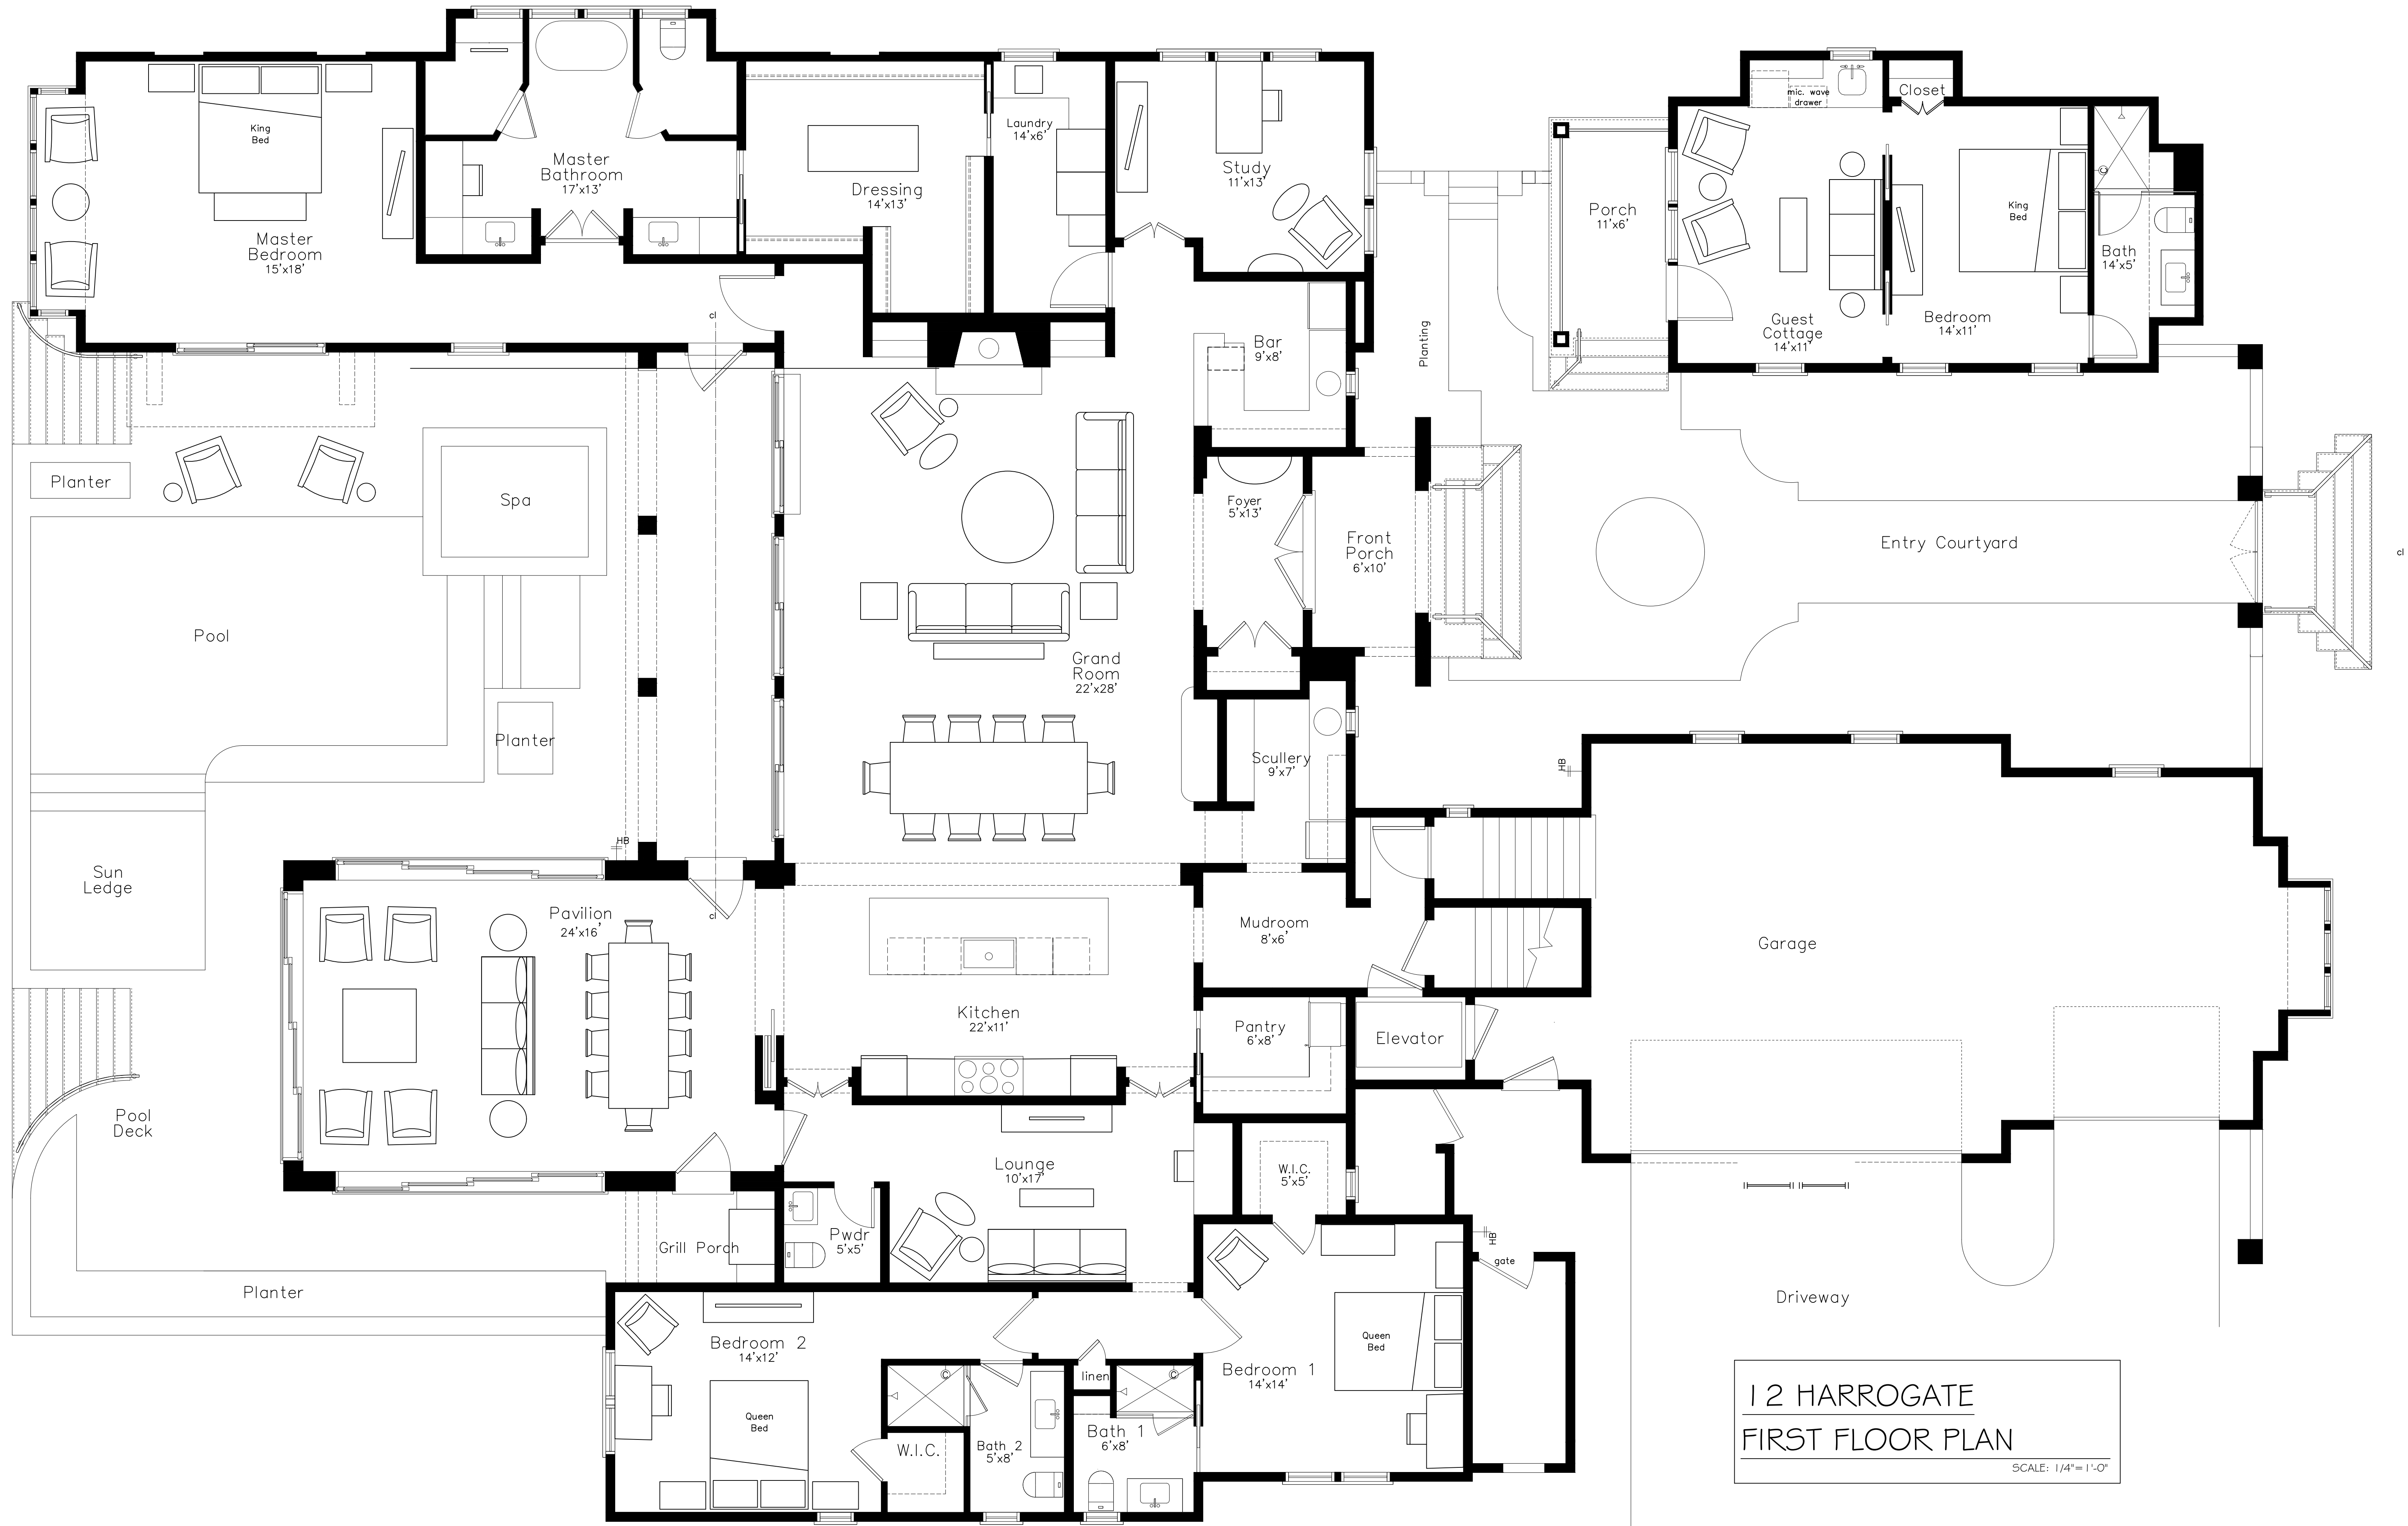 King
Bed
Master
Bedroom
15'x18'
Master
Bathroom
17'x13'
Dressing
14'x13'
Laundry
14'x6'
Study
11'x13'
Porch
11'x6'
mic. wave
drawer
Closet
King
Bed
Guest
Cottage
14'x11'
Bedroom
14'x11'
Bath
14'x5'
cl
Bar
9'x8'
Planting
Planter
Spa
Foyer
5'x13'
Front
Porch
6'x10'
Entry Courtyard
cl
Pool
Grand
Room
22'x28'
Planter
Scullery
9'x7'
HB
HB
Sun
Ledge
Pavilion
24'x16'
cl
Mudroom
8'x6'
Garage
Kitchen
22'x11'
Pantry
6'x8'
Elevator
Pool
Deck
Lounge
10'x17'
W.I.C.
5'x5'
Grill Porch
Pwdr
5'x5'
HB
gate
Planter
Driveway
Bedroom 2
14'x12'
Queen
Bed
Bedroom 1
14'x14'
linen
Queen
Bed
W.I.C.
Bath 2
5'x8'
Bath 1
6'x8'
12 HARROGATE
FIRST FLOOR PLAN
SCALE: 1/4"=1'-0"